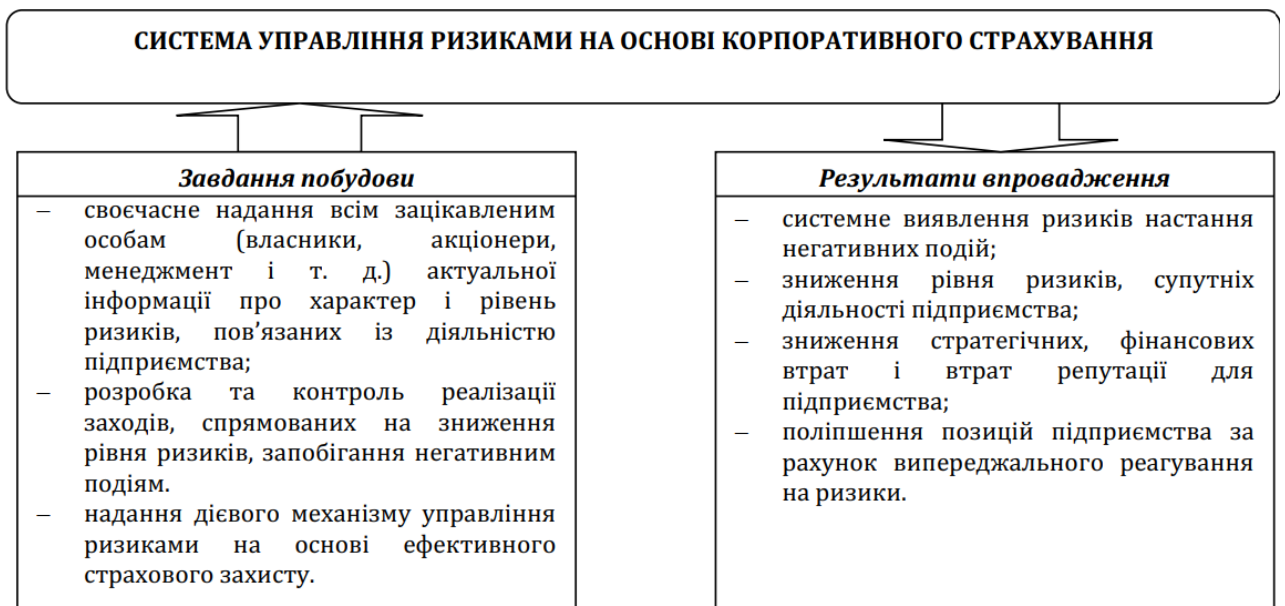 СИСТЕМА УПРАВЛІННЯ РИЗИКАМИ НА ОСНОВІ КОРПОРАТИВНОГО СТРАХУВАННЯ
Завдання побудови
– своєчасне надання всім зацікавленим
особам (власники, акціонери,
менеджмент і т. д.) актуальної
інформації про характер і рівень
ризиків, пов’язаних із діяльністю
підприємства;
– розробка та контроль реалізації
заходів, спрямованих на зниження
рівня ризиків, запобігання негативним
подіям.
– надання дієвого механізму управління
ризиками на основі ефективного
страхового захисту.
Результати впровадження
– системне виявлення ризиків настання
негативних подій;
– зниження рівня ризиків, супутніх
діяльності підприємства;
– зниження стратегічних, фінансових
втрат і втрат репутації для
підприємства;
– поліпшення позицій підприємства за
рахунок випереджального реагування
на ризики.